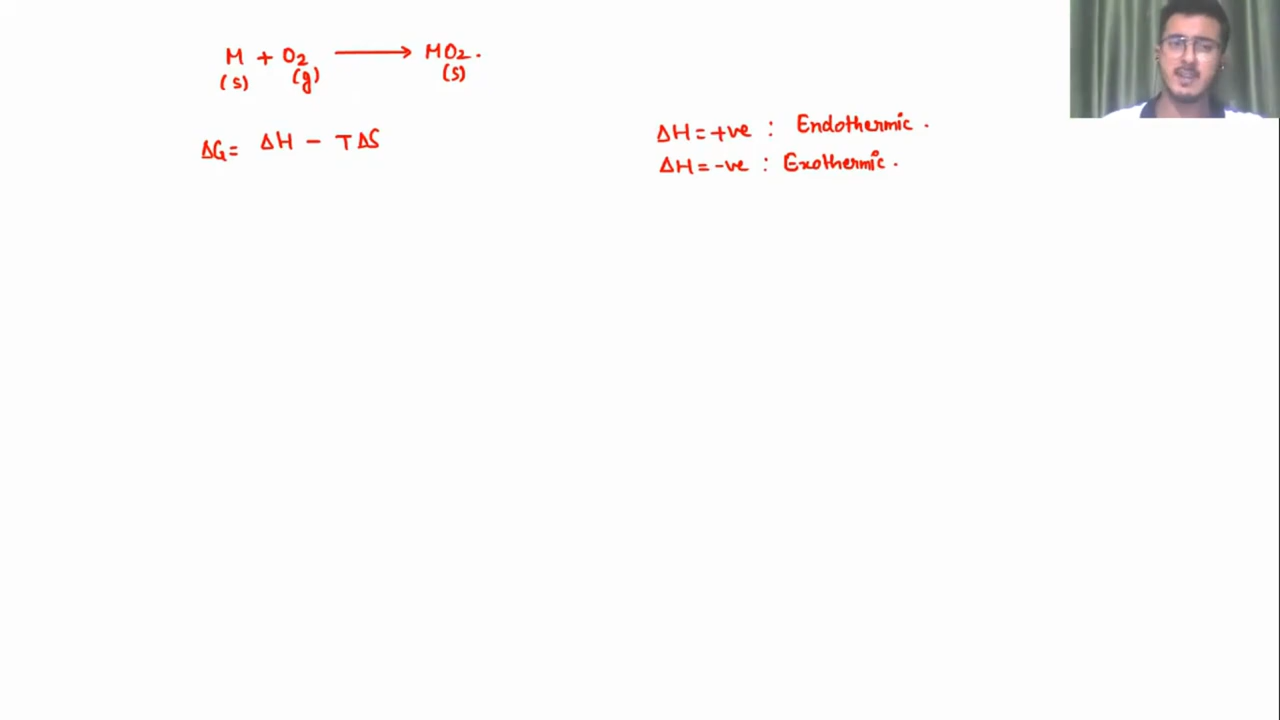 M + O2 ⟶ MO2.
(s) (g) (s)
ΔG = ΔH - TΔS
ΔH = +ve : Endothermic.
ΔH = -ve : Exothermic.